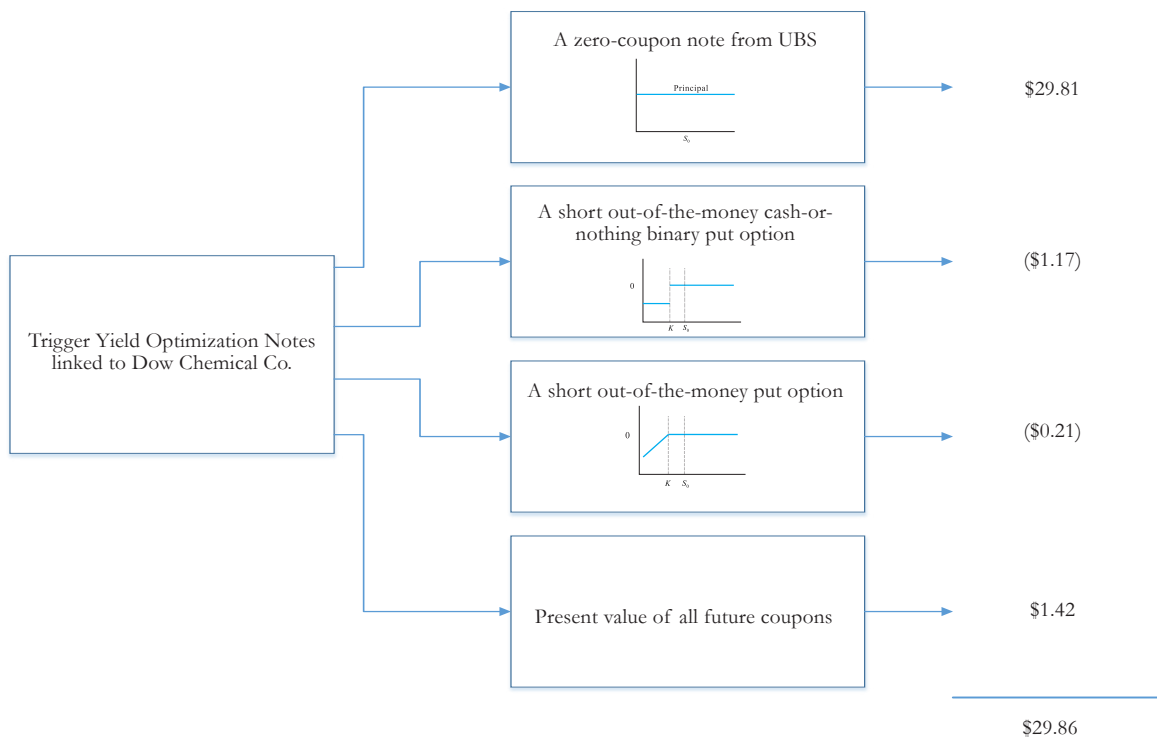 Trigger Yield Optimization Notes
linked to Dow Chemical Co.
A zero-coupon note from UBS
Principal
S₀
$29.81
A short out-of-the-money cash-or-
nothing binary put option
0
K S₀
($1.17)
A short out-of-the-money put option
0
K S₀
($0.21)
Present value of all future coupons
$1.42
$29.86